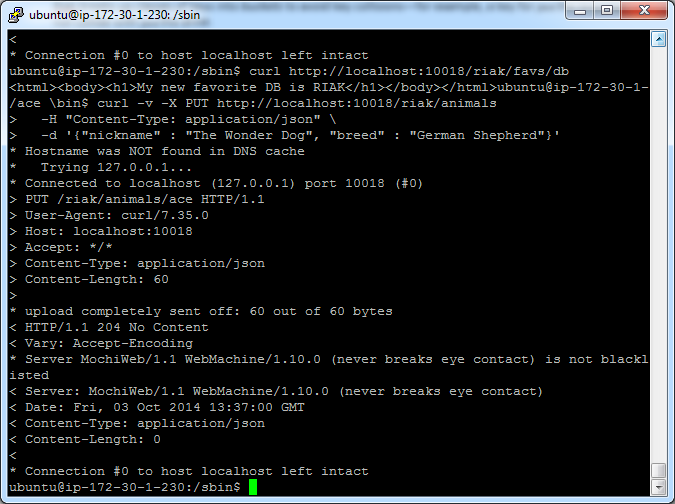 ubuntu@ip-172-30-1-230: /sbin
<
* Connection #0 to host localhost left intact
ubuntu@ip-172-30-1-230:/sbin$ curl http://localhost:10018/riak/favs/db
<html><body><h1>My new favorite DB is RIAK</h1></body></html>ubuntu@ip-172-30-1-
/ace \bin$ curl -v -X PUT http://localhost:10018/riak/animals
>   -H "Content-Type: application/json" \
>   -d '{"nickname" : "The Wonder Dog", "breed" : "German Shepherd"}'
* Hostname was NOT found in DNS cache
*   Trying 127.0.0.1...
* Connected to localhost (127.0.0.1) port 10018 (#0)
> PUT /riak/animals/ace HTTP/1.1
> User-Agent: curl/7.35.0
> Host: localhost:10018
> Accept: */*
> Content-Type: application/json
> Content-Length: 60
>
* upload completely sent off: 60 out of 60 bytes
< HTTP/1.1 204 No Content
< Vary: Accept-Encoding
* Server MochiWeb/1.1 WebMachine/1.10.0 (never breaks eye contact) is not blackl
isted
< Server: MochiWeb/1.1 WebMachine/1.10.0 (never breaks eye contact)
< Date: Fri, 03 Oct 2014 13:37:00 GMT
< Content-Type: application/json
< Content-Length: 0
<
* Connection #0 to host localhost left intact
ubuntu@ip-172-30-1-230:/sbin$